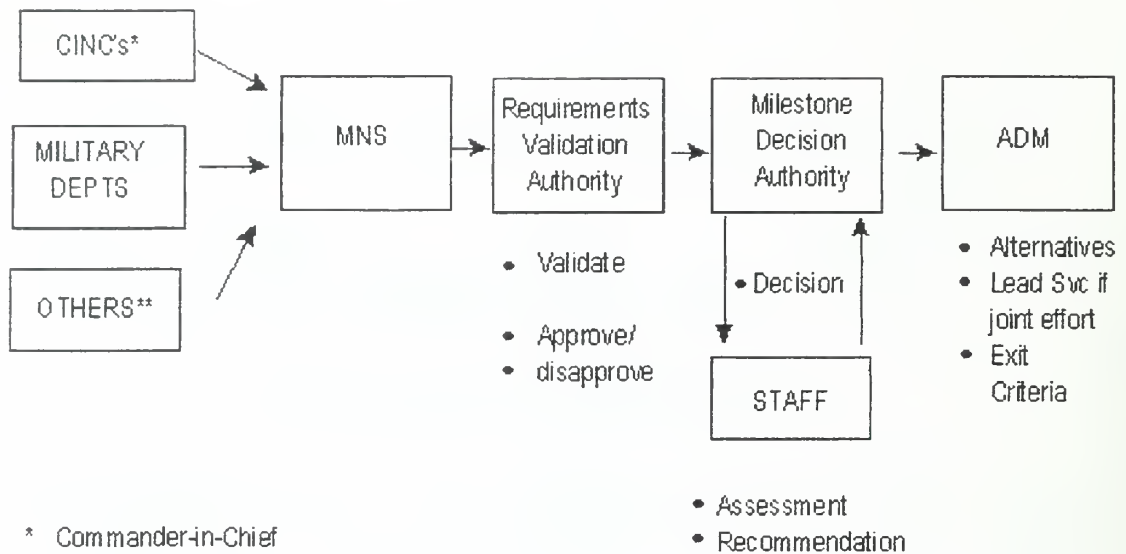 CINC's*
MILITARY
DEPTS
OTHERS**
MNS
Requirements
Validation
Authority
• Validate
• Approve/
• disapprove
Milestone
Decision
Authority
• Decision
STAFF
• Assessment
• Recommendation
ADM
• Alternatives
• Lead Svc if
joint effort
• Exit
Criteria
* Commander-in-Chief